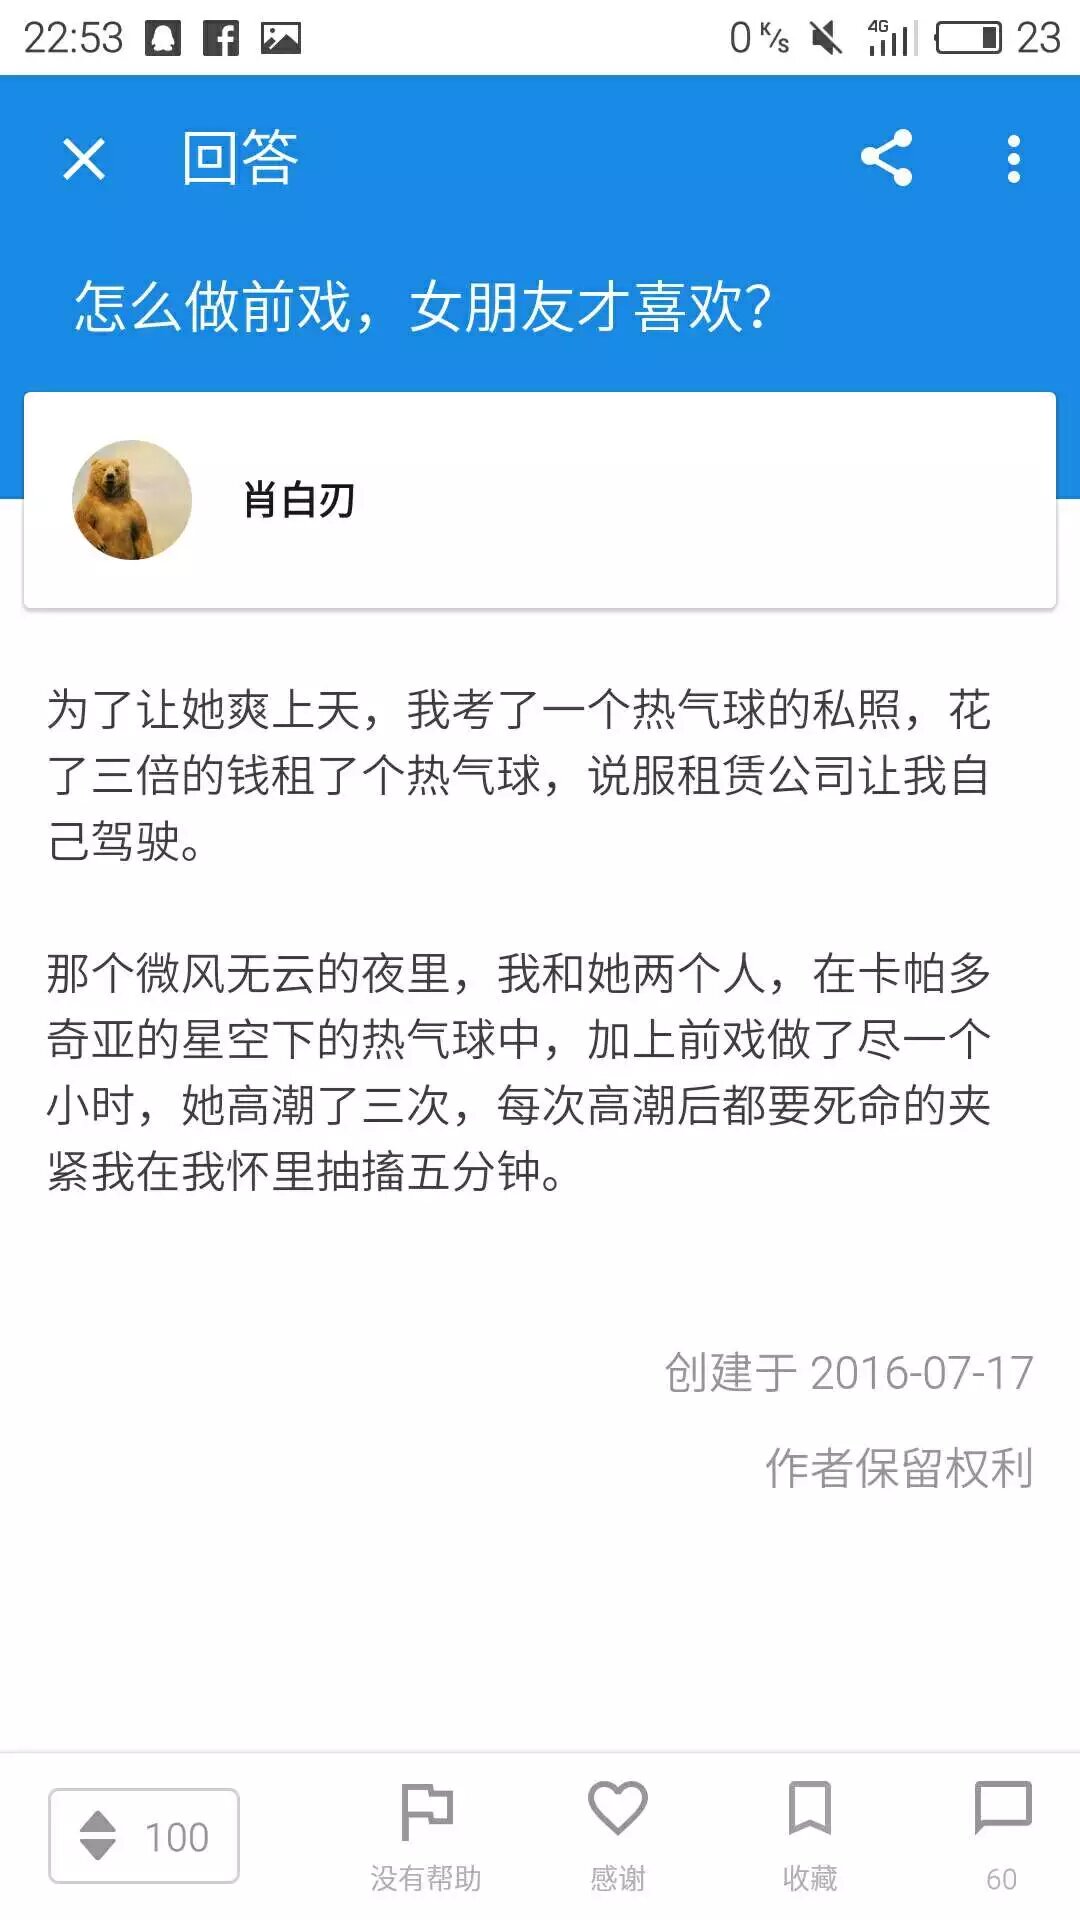 22:53
0 K/s 4G 23
回答
怎么做前戏，女朋友才喜欢？
肖白刃
为了让她爽上天，我考了一个热气球的私照，花
了三倍的钱租了个热气球，说服租赁公司让我自
己驾驶。
那个微风无云的夜里，我和她两个人，在卡帕多
奇亚的星空下的热气球中，加上前戏做了尽一个
小时，她高潮了三次，每次高潮后都要死命的夹
紧我在我怀里抽搐五分钟。
创建于 2016-07-17
作者保留权利
100
没有帮助
感谢
收藏
60